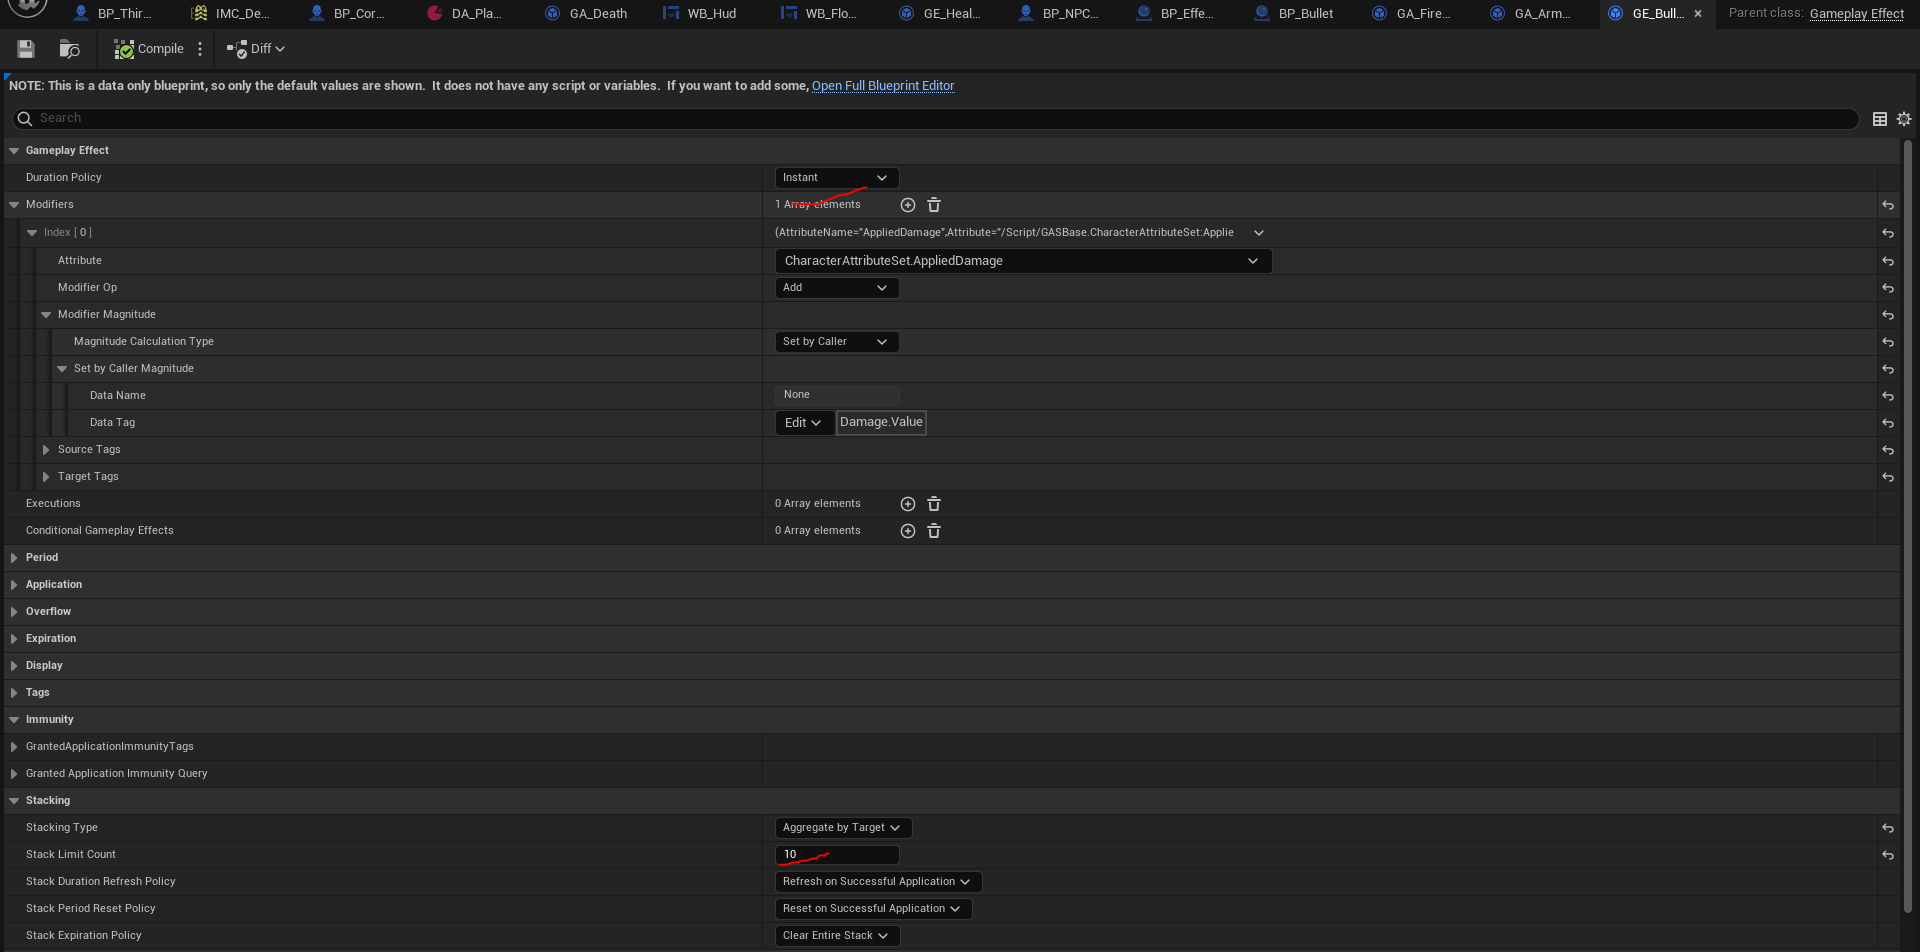 BP_Thir... IMC_De... BP_Cor... DA_Pla... GA_Death WB_Hud WB_Flo... GE_Heal... BP_NPC... BP_Effe... BP_Bullet GA_Fire... GA_Arm... GE_Bull... Parent class: Gameplay Effect
Compile Diff
NOTE: This is a data only blueprint, so only the default values are shown. It does not have any script or variables. If you want to add some, Open Full Blueprint Editor
Search
Gameplay Effect
Duration Policy Instant
Modifiers 1 Array elements
Index [ 0 ] (AttributeName="AppliedDamage",Attribute="/Script/GASBase.CharacterAttributeSet:Applie
Attribute CharacterAttributeSet.AppliedDamage
Modifier Op Add
Modifier Magnitude
Magnitude Calculation Type Set by Caller
Set by Caller Magnitude
Data Name None
Data Tag Edit Damage.Value
Source Tags
Target Tags
Executions 0 Array elements
Conditional Gameplay Effects 0 Array elements
Period
Application
Overflow
Expiration
Display
Tags
Immunity
GrantedApplicationImmunityTags
Granted Application Immunity Query
Stacking
Stacking Type Aggregate by Target
Stack Limit Count 10
Stack Duration Refresh Policy Refresh on Successful Application
Stack Period Reset Policy Reset on Successful Application
Stack Expiration Policy Clear Entire Stack